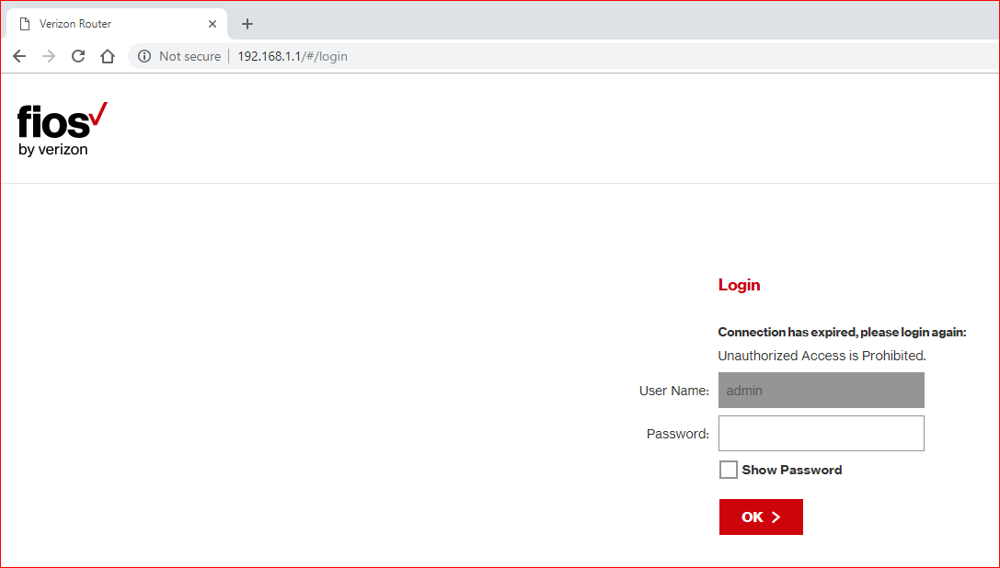 Verizon Router
Not secure 192.168.1.1/#/login
fios
by verizon
Login
Connection has expired, please login again:
Unauthorized Access is Prohibited.
User Name: admin
Password:
Show Password
OK